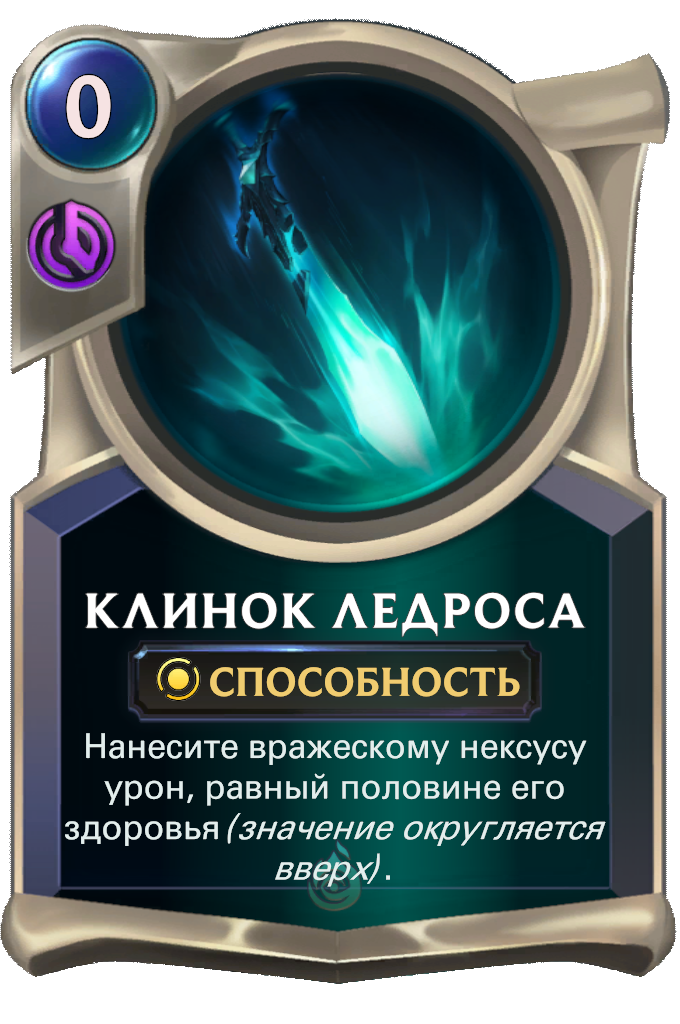 0
КЛИНОК ЛЕДРОСА
СПОСОБНОСТЬ
Нанесите вражескому нексусу
урон, равный половине его
здоровья (значение округляется
вверх).